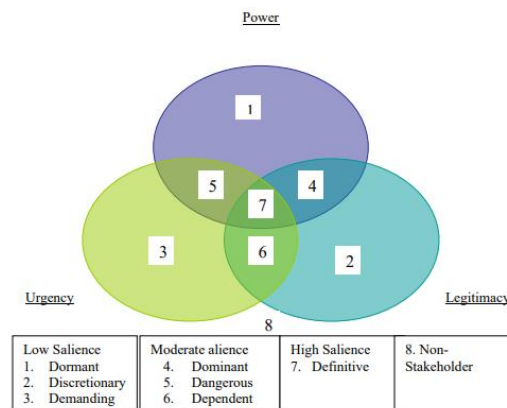 Power
1
5
4
7
3
6
2
Urgency
Legitimacy
8
Low Salience
1. Dormant
2. Discretionary
3. Demanding
Moderate alience
4. Dominant
5. Dangerous
6. Dependent
High Salience
7. Definitive
8. Non-
Stakeholder